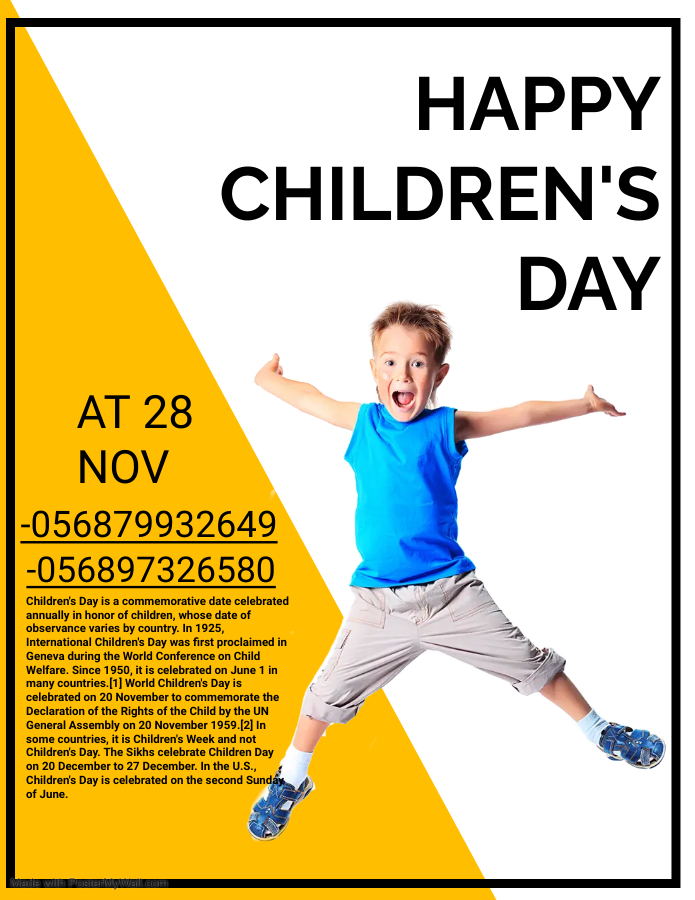 HAPPY
CHILDREN'S
DAY
AT 28
NOV
-056879932649
-056897326580
Children's Day is a commemorative date celebrated
annually in honor of children, whose date of
observance varies by country. In 1925,
International Children's Day was first proclaimed in
Geneva during the World Conference on Child
Welfare. Since 1950, it is celebrated on June 1 in
many countries.[1] World Children's Day is
celebrated on 20 November to commemorate the
Declaration of the Rights of the Child by the UN
General Assembly on 20 November 1959.[2] In
some countries, it is Children's Week and not
Children's Day. The Sikhs celebrate Children Day
on 20 December to 27 December. In the U.S.,
Children's Day is celebrated on the second Sunday
of June.
Made with PosterMyWall.com